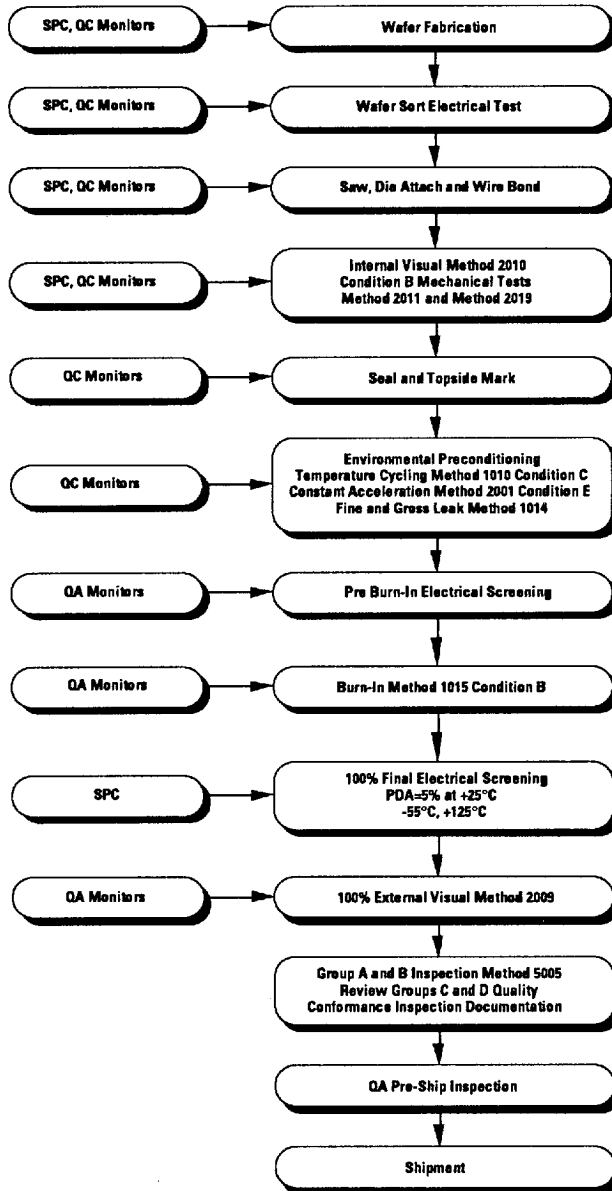 SPC, QC Monitors
Wafer Fabrication
SPC, QC Monitors
Wafer Sort Electrical Test
SPC, QC Monitors
Saw, Die Attach and Wire Bond
SPC, QC Monitors
Internal Visual Method 2010
Condition B Mechanical Tests
Method 2011 and Method 2019
QC Monitors
Seal and Topside Mark
QC Monitors
Environmental Preconditioning
Temperature Cycling Method 1010 Condition C
Constant Acceleration Method 2001 Condition E
Fine and Gross Leak Method 1014
QA Monitors
Pre Burn-In Electrical Screening
QA Monitors
Burn-In Method 1015 Condition B
SPC
100% Final Electrical Screening
PDA=5% at +25°C
-55°C, +125°C
QA Monitors
100% External Visual Method 2009
Group A and B Inspection Method 5005
Review Groups C and D Quality
Conformance Inspection Documentation
QA Pre-Ship Inspection
Shipment